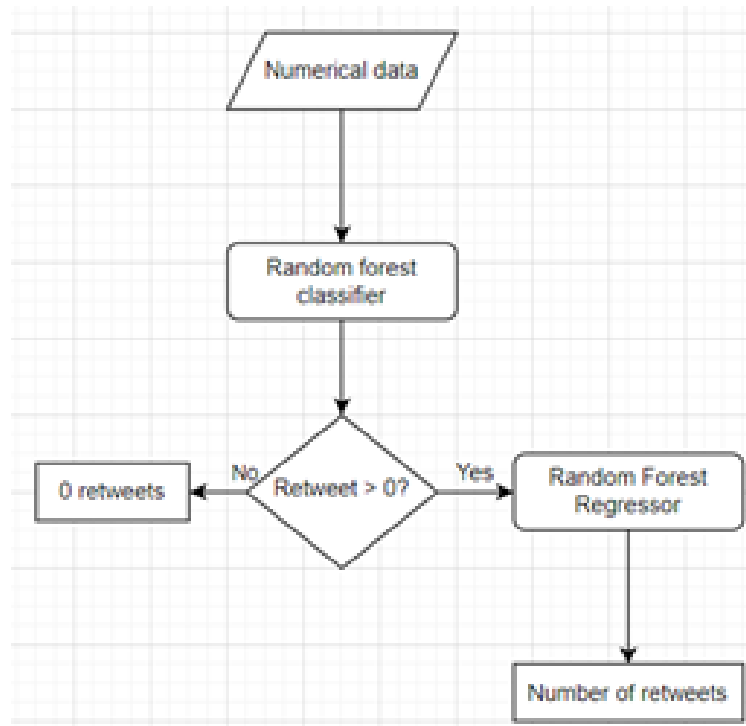 Numerical data
Random forest
classifier
No
Retweet > 0?
Yes
0 retweets
Random Forest
Regressor
Number of retweets